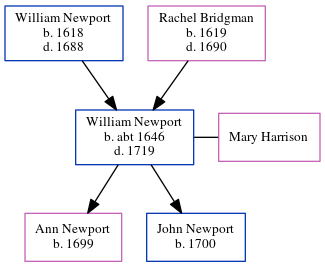 William Newport
b. 1618
d. 1688
Rachel Bridgman
b. 1619
d. 1690
William Newport
b. abt 1646
d. 1719
Mary Harrison
Ann Newport
b. 1699
John Newport
b. 1700